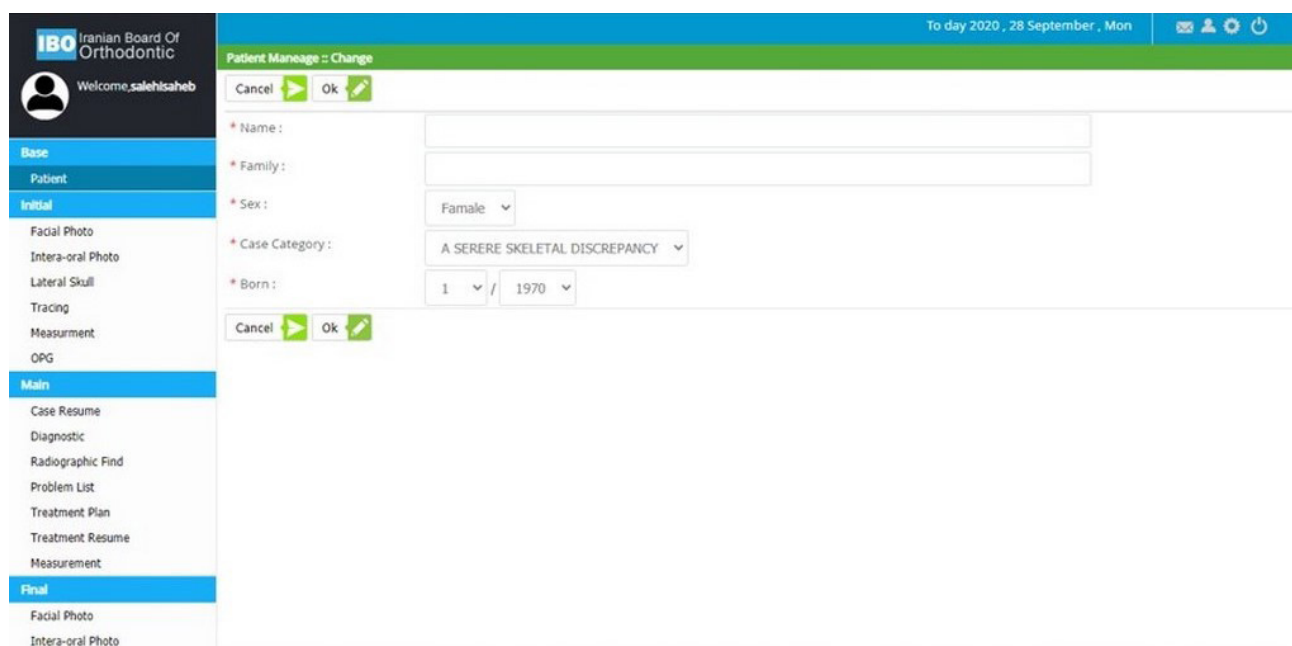 IBO Iranian Board Of
Orthodontic
Welcome,salehisaheb
To day 2020 , 28 September , Mon
Patient Maneage :: Change
Cancel Ok
* Name :
* Family :
* Sex : Famale
* Case Category : A SERERE SKELETAL DISCREPANCY
* Born : 1 / 1970
Cancel Ok
Base
Patient
Initial
Facial Photo
Intera-oral Photo
Lateral Skull
Tracing
Measurment
OPG
Main
Case Resume
Diagnostic
Radiographic Find
Problem List
Treatment Plan
Treatment Resume
Measurement
Final
Facial Photo
Intera-oral Photo